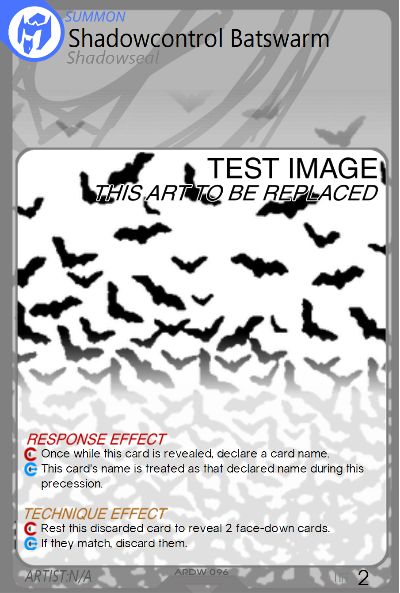 SUMMON
Shadowcontrol Batswarm
Shadowseal
TEST IMAGE
THIS ART TO BE REPLACED
RESPONSE EFFECT
C Once while this card is revealed, declare a card name.
C This card's name is treated as that declared name during this
precession.
TECHNIQUE EFFECT
C Rest this discarded card to reveal 2 face-down cards.
C If they match, discard them.
ARTIST:N/A
ARDW 096
2